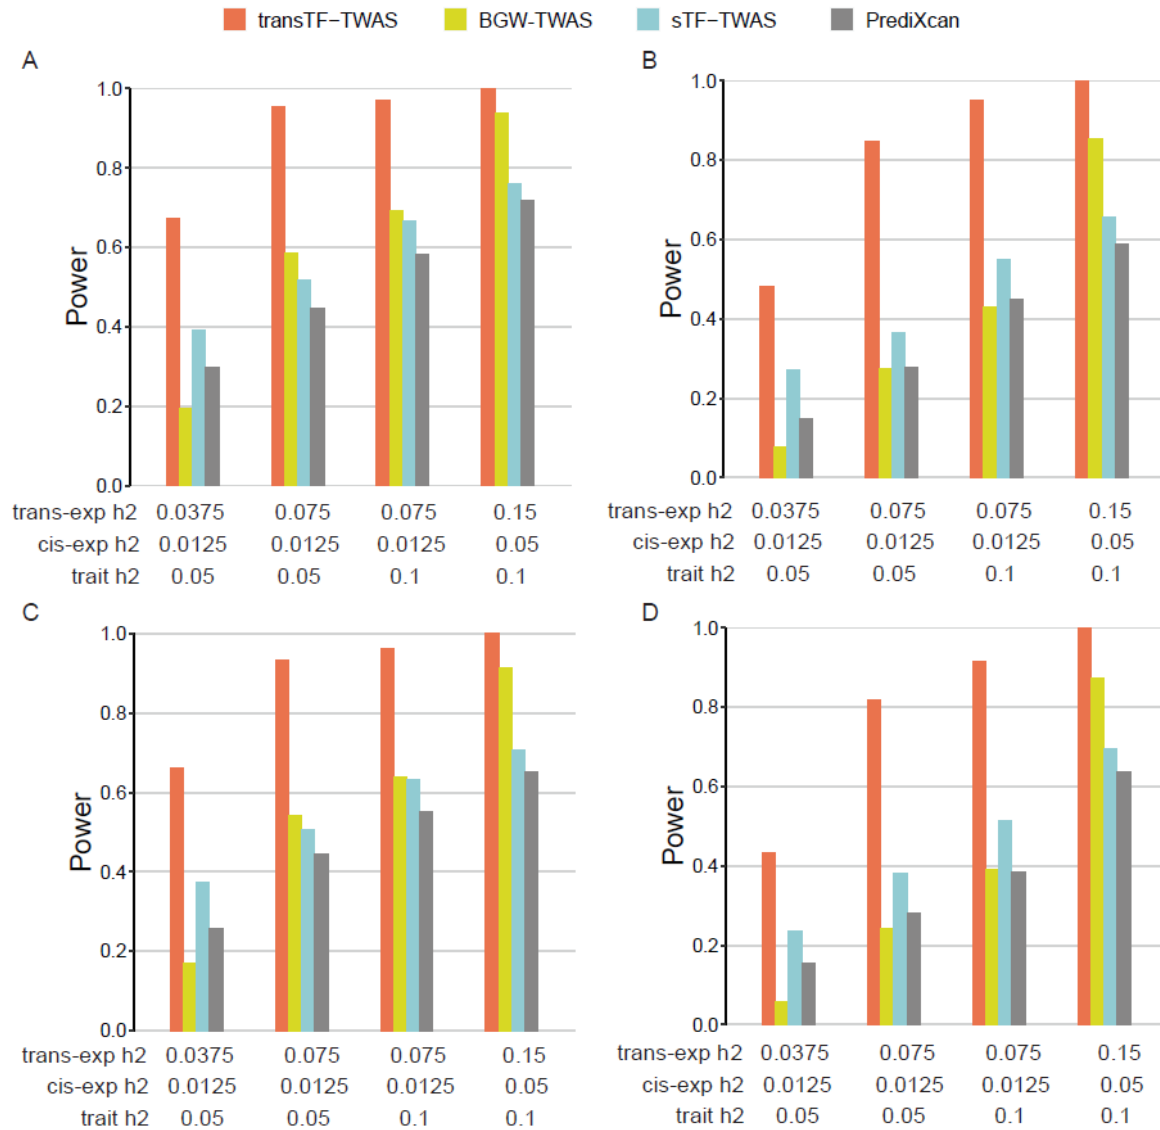 transTF−TWAS BGW-TWAS sTF−TWAS PrediXcan
A
1.0
0.8
0.6
0.4
0.2
0.0
Power
trans-exp h2 0.0375 0.075 0.075 0.15
cis-exp h2 0.0125 0.0125 0.0125 0.05
trait h2 0.05 0.05 0.1 0.1
B
1.0
0.8
0.6
0.4
0.2
0.0
Power
trans-exp h2 0.0375 0.075 0.075 0.15
cis-exp h2 0.0125 0.0125 0.0125 0.05
trait h2 0.05 0.05 0.1 0.1
C
1.0
0.8
0.6
0.4
0.2
0.0
Power
trans-exp h2 0.0375 0.075 0.075 0.15
cis-exp h2 0.0125 0.0125 0.0125 0.05
trait h2 0.05 0.05 0.1 0.1
D
1.0
0.8
0.6
0.4
0.2
0.0
Power
trans-exp h2 0.0375 0.075 0.075 0.15
cis-exp h2 0.0125 0.0125 0.0125 0.05
trait h2 0.05 0.05 0.1 0.1